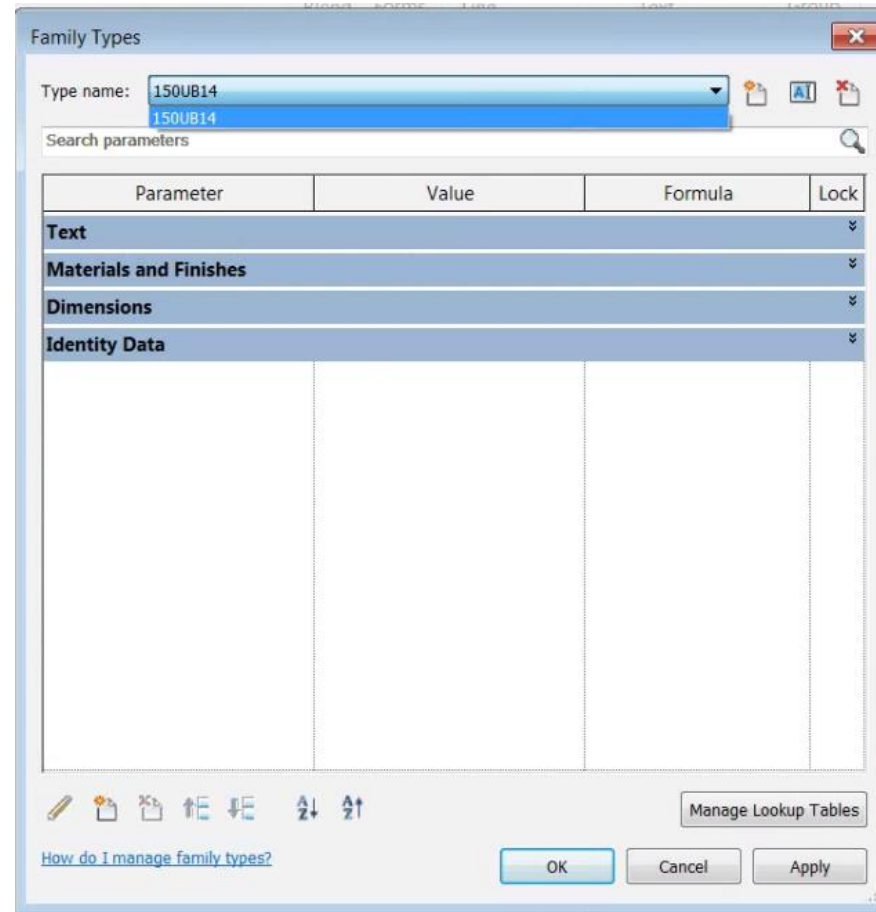 Family Types
Type name: 150UB14
150UB14
Search parameters
Parameter Value Formula Lock
Text
Materials and Finishes
Dimensions
Identity Data
Manage Lookup Tables
How do I manage family types?
OK Cancel Apply